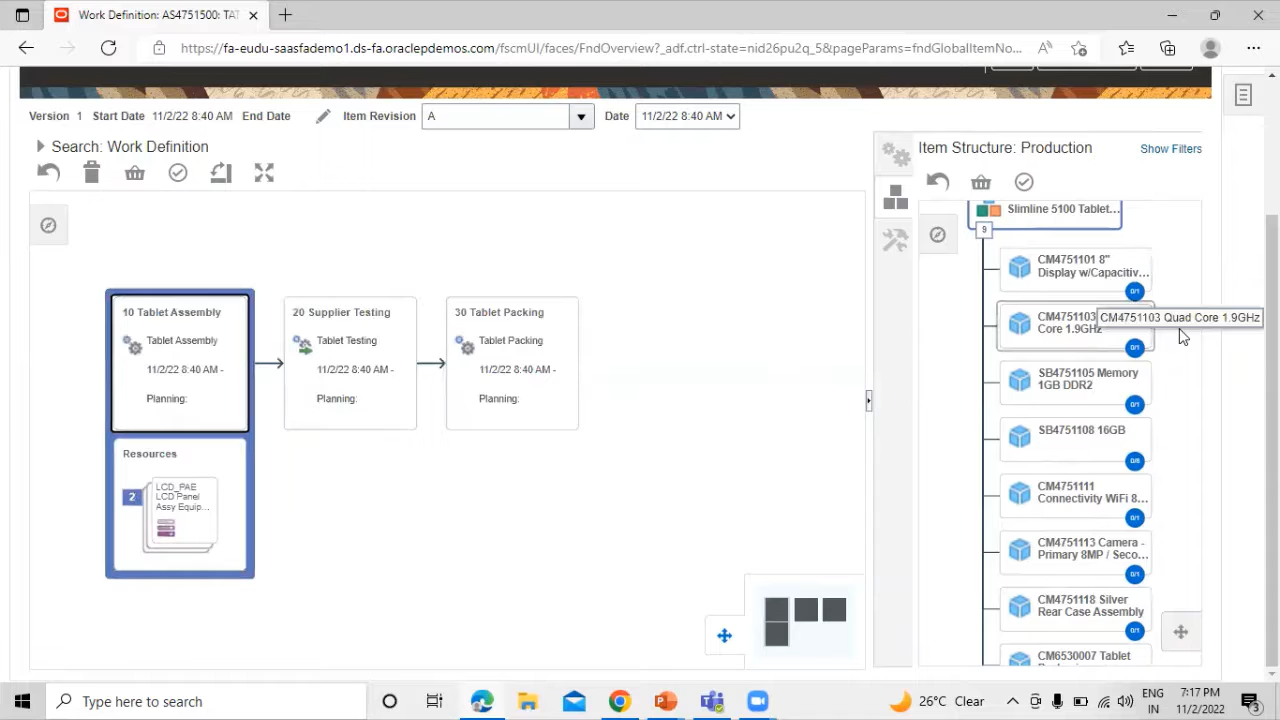 Work Definition: AS4751500: TAT
https://fa-eudu-saasfademo1.ds-fa.oraclepdemos.com/fscmUI/faces/FndOverview?_adf.ctrl-state=nid26pu2q_5&pageParams=fndGlobalItemNo...
Version 1 Start Date 11/2/22 8:40 AM End Date Item Revision A Date 11/2/22 8:40 AM
Search: Work Definition
10 Tablet Assembly
Tablet Assembly
11/2/22 8:40 AM -
Planning:
20 Supplier Testing
Tablet Testing
11/2/22 8:40 AM -
Planning:
30 Tablet Packing
Tablet Packing
11/2/22 8:40 AM -
Planning:
Resources
2
LCD_PAE
LCD Panel
Assy Equip...
Item Structure: Production
Show Filters
Slimline 5100 Tablet...
9
CM4751101 8"
Display w/Capacitiv...
0/1
CM4751103
Core 1.9GHz
CM4751103 Quad Core 1.9GHz
0/1
SB4751105 Memory
1GB DDR2
0/1
SB4751108 16GB
0/8
CM4751111
Connectivity WiFi 8...
0/1
CM4751113 Camera -
Primary 8MP / Seco...
0/1
CM4751118 Silver
Rear Case Assembly
0/1
CM6530007 Tablet
Type here to search
26°C Clear
ENG
IN
7:17 PM
11/2/2022
3